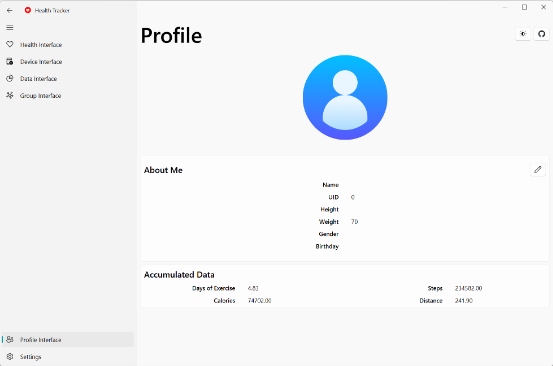 Health Tracker
Profile
Health Interface
Device Interface
Data Interface
Group Interface
About Me
Name
UID 0
Height
Weight 70
Gender
Birthday
Accumulated Data
Days of Exercise 4.83 Steps 234582.00
Calories 74702.00 Distance 241.90
Profile Interface
Settings